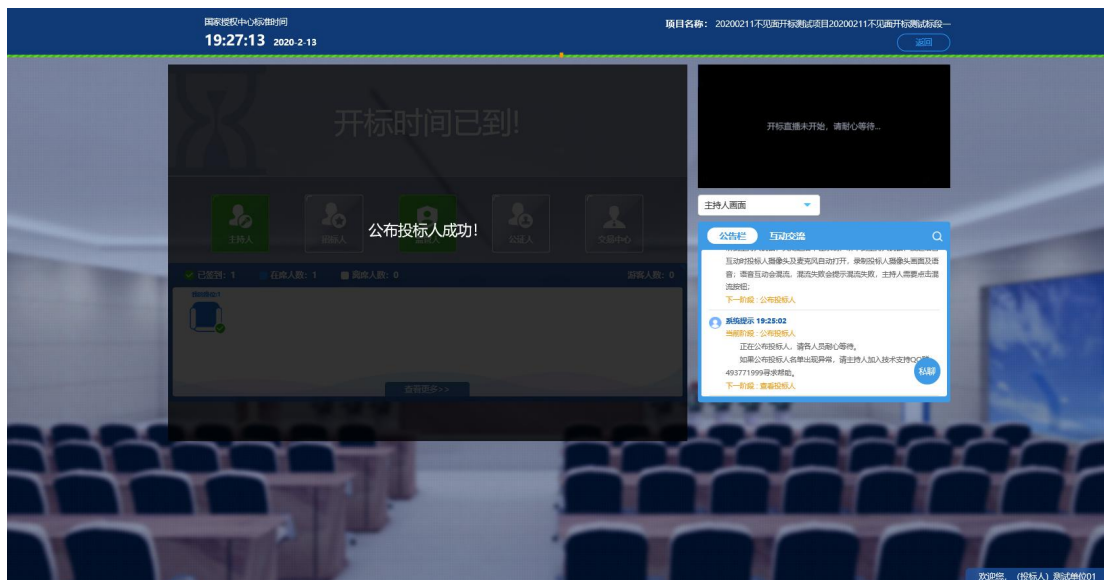 国家授权中心标准时间
19:27:13 2020-2-13
项目名称： 20200211不见面开标测试项目20200211不见面开标测试标段一
返回
开标时间已到!
主持人
招标人
公证人
交易中心
公布投标人成功!
已签到: 1
在席人数: 1
离席人数: 0
游客人数: 0
查看更多>>
开标直播未开始，请耐心等待...
主持人画面
公告栏
互动交流
互动时投标人摄像头及麦克风自动打开，录制投标人摄像头画面及语
音；语音互动会混流，混流失败会提示混流失败，主持人需要点击混
流按钮；
下一阶段 : 公布投标人
系统提示 19:25:02
当前阶段 : 公布投标人
正在公布投标人，请各人员耐心等待。
如果公布投标人名单出现异常，请主持人加入技术支持QQ
493771999寻求帮助。
私聊
下一阶段 : 查看投标人
欢迎您，(投标人) 测试单位01